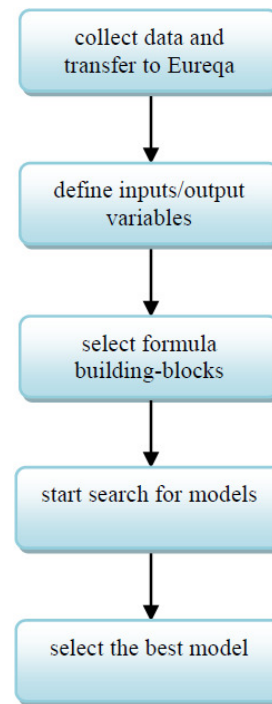 collect data and
transfer to Eureqa
define inputs/output
variables
select formula
building-blocks
start search for models
select the best model